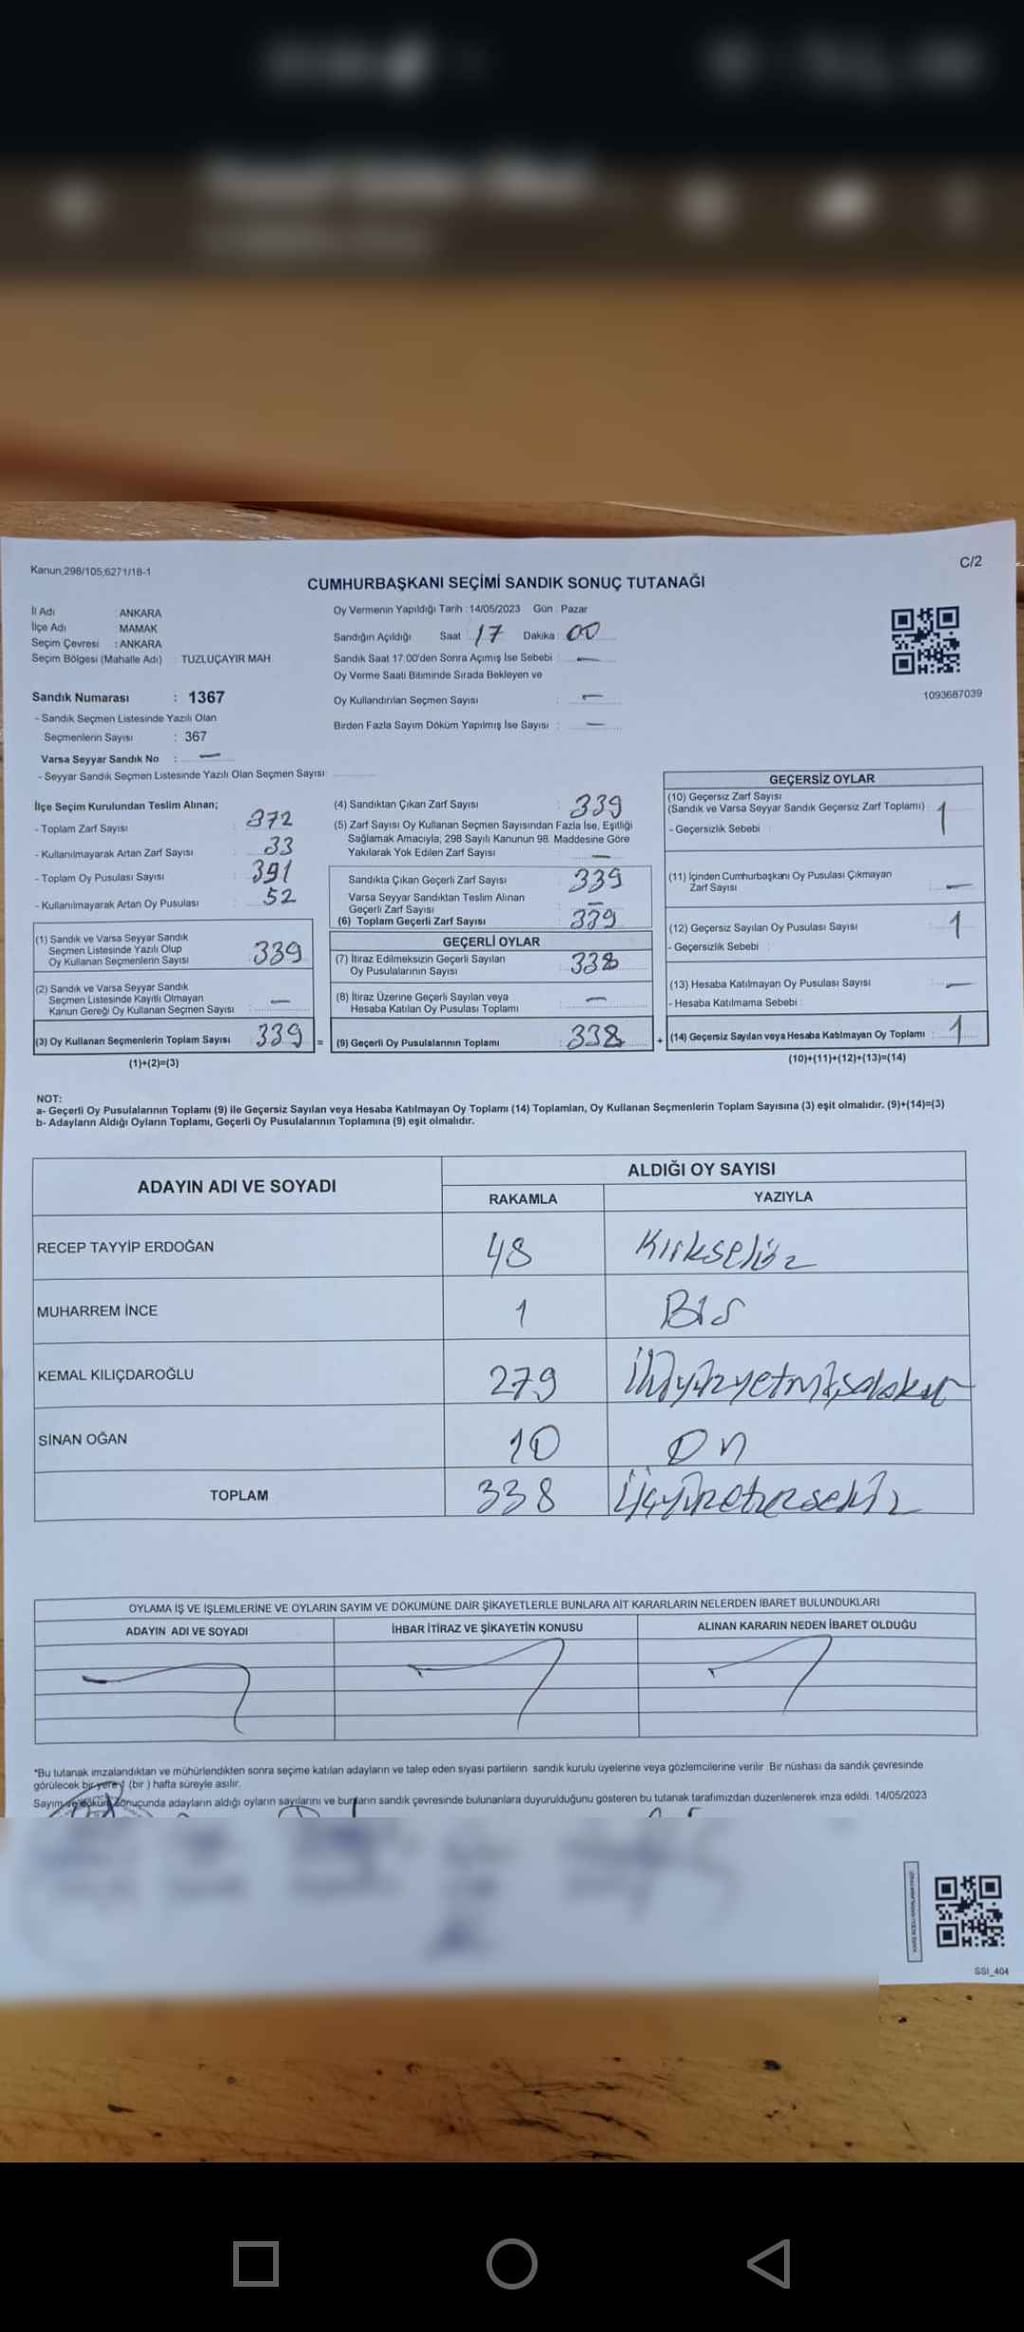 Kanun,298/105,6271/18-1
C/2
CUMHURBAŞKANI SEÇİMİ SANDIK SONUÇ TUTANAĞI
İl Adı : ANKARA
İlçe Adı : MAMAK
Seçim Çevresi : ANKARA
Seçim Bölgesi (Mahalle Adı) TUZLUÇAYIR MAH
Sandık Numarası : 1367
- Sandık Seçmen Listesinde Yazılı Olan
Seçmenlerin Sayısı : 367
Varsa Seyyar Sandık No : —
- Seyyar Sandık Seçmen Listesinde Yazılı Olan Seçmen Sayısı
Oy Vermenin Yapıldığı Tarih : 14/05/2023 Gün : Pazar
Sandığın Açıldığı Saat 17 Dakika : 00
Sandık Saat 17:00'den Sonra Açımış İse Sebebi : —
Oy Verme Saati Bitiminde Sırada Bekleyen ve
Oy Kullandırılan Seçmen Sayısı : —
Birden Fazla Sayım Döküm Yapılmış İse Sayısı : —
1093687039
İlçe Seçim Kurulundan Teslim Alınan;
- Toplam Zarf Sayısı : 372
- Kullanılmayarak Artan Zarf Sayısı : 33
- Toplam Oy Pusulası Sayısı : 391
- Kullanılmayarak Artan Oy Pusulası : 52
(1) Sandık ve Varsa Seyyar Sandık
Seçmen Listesinde Yazılı Olup
Oy Kullanan Seçmenlerin Sayısı 339
(2) Sandık ve Varsa Seyyar Sandık
Seçmen Listesinde Kayıtlı Olmayan
Kanun Gereği Oy Kullanan Seçmen Sayısı —
(3) Oy Kullanan Seçmenlerin Toplam Sayısı 339 =
(1)+(2)=(3)
(4) Sandıktan Çıkan Zarf Sayısı : 339
(5) Zarf Sayısı Oy Kullanan Seçmen Sayısından Fazla İse, Eşitliği
Sağlamak Amacıyla; 298 Sayılı Kanunun 98. Maddesine Göre
Yakılarak Yok Edilen Zarf Sayısı —
Sandıkta Çıkan Geçerli Zarf Sayısı : 339
Varsa Seyyar Sandıktan Teslim Alınan
Geçerli Zarf Sayısı —
(6) Toplam Geçerli Zarf Sayısı 339
GEÇERLİ OYLAR
(7) İtiraz Edilmeksizin Geçerli Sayılan
Oy Pusulalarının Sayısı 338
(8) İtiraz Üzerine Geçerli Sayılan veya
Hesaba Katılan Oy Pusulası Toplamı —
(9) Geçerli Oy Pusulalarının Toplamı : 338 +
GEÇERSİZ OYLAR
(10) Geçersiz Zarf Sayısı
(Sandık ve Varsa Seyyar Sandık Geçersiz Zarf Toplamı) : 1
- Geçersizlik Sebebi :
(11) İçinden Cumhurbaşkanı Oy Pusulası Çıkmayan
Zarf Sayısı : —
(12) Geçersiz Sayılan Oy Pusulası Sayısı : 1
- Geçersizlik Sebebi :
(13) Hesaba Katılmayan Oy Pusulası Sayısı : —
- Hesaba Katılmama Sebebi :
(14) Geçersiz Sayılan veya Hesaba Katılmayan Oy Toplamı : 1
(10)+(11)+(12)+(13)=(14)
NOT:
a- Geçerli Oy Pusulalarının Toplamı (9) ile Geçersiz Sayılan veya Hesaba Katılmayan Oy Toplamı (14) Toplamları, Oy Kullanan Seçmenlerin Toplam Sayısına (3) eşit olmalıdır. (9)+(14)=(3)
b- Adayların Aldığı Oyların Toplamı, Geçerli Oy Pusulalarının Toplamına (9) eşit olmalıdır.
ADAYIN ADI VE SOYADI ALDIĞI OY SAYISI
RAKAMLA YAZIYLA
RECEP TAYYİP ERDOĞAN 48 Kırksekiz
MUHARREM İNCE 1 Bir
KEMAL KILIÇDAROĞLU 279 İkiyüzyetmişdokuz
SİNAN OĞAN 10 On
TOPLAM 338 Üçyüzotuzsekiz
OYLAMA İŞ VE İŞLEMLERİNE VE OYLARIN SAYIM VE DÖKÜMÜNE DAİR ŞİKAYETLERLE BUNLARA AİT KARARLARIN NELERDEN İBARET BULUNDUKLARI
ADAYIN ADI VE SOYADI İHBAR İTİRAZ VE ŞİKAYETİN KONUSU ALINAN KARARIN NEDEN İBARET OLDUĞU
*Bu tutanak imzalandıktan ve mühürlendikten sonra seçime katılan adayların ve talep eden siyasi partilerin sandık kurulu üyelerine veya gözlemcilerine verilir. Bir nüshası da sandık çevresinde
görülecek bir yere 1 (bir ) hafta süreyle asılır.
Sayım ve döküm sonucunda adayların aldığı oyların sayılarını ve bunların sandık çevresinde bulunanlara duyurulduğunu gösteren bu tutanak tarafımızdan düzenlenerek imza edildi. 14/05/2023
SSI_404